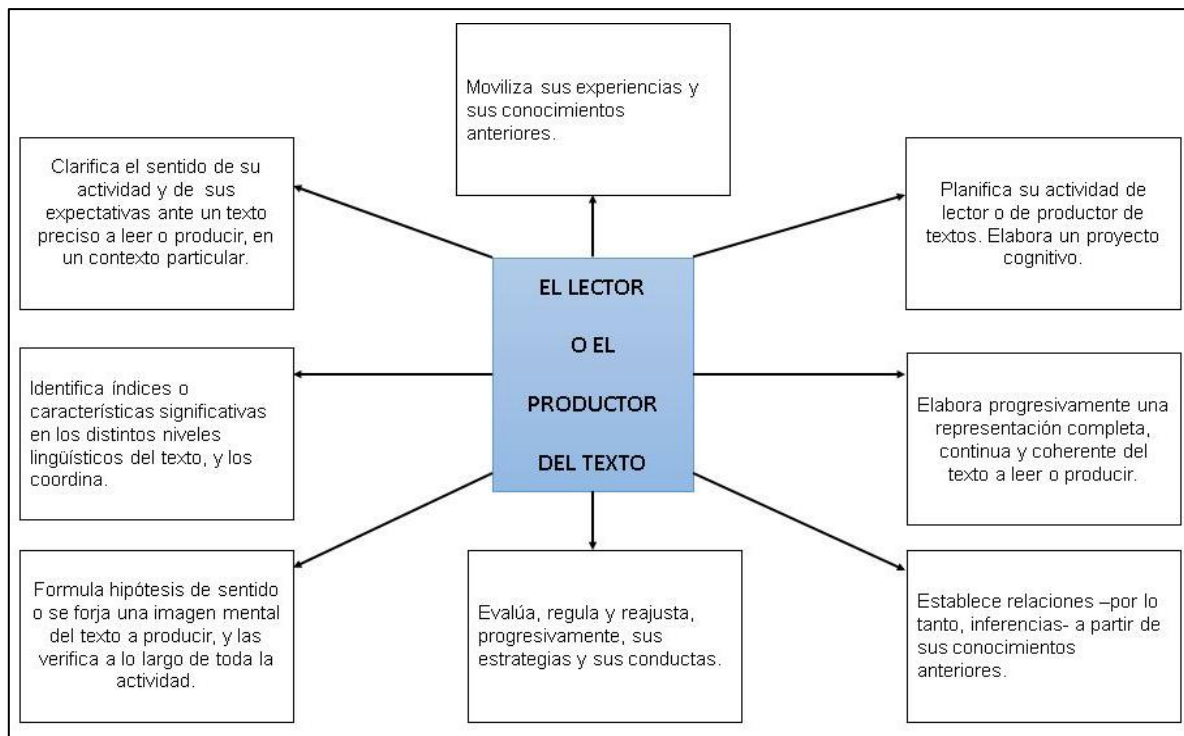 Moviliza sus experiencias y
sus conocimientos
anteriores.
Clarifica el sentido de su
actividad y de sus
expectativas ante un texto
preciso a leer o producir, en
un contexto particular.
Planifica su actividad de
lector o de productor de
textos. Elabora un proyecto
cognitivo.
EL LECTOR
O EL
PRODUCTOR
DEL TEXTO
Identifica índices o
características significativas
en los distintos niveles
lingüísticos del texto, y los
coordina.
Elabora progresivamente una
representación completa,
continua y coherente del
texto a leer o producir.
Formula hipótesis de sentido
o se forja una imagen mental
del texto a producir, y las
verifica a lo largo de toda la
actividad.
Evalúa, regula y reajusta,
progresivamente, sus
estrategias y sus conductas.
Establece relaciones –por lo
tanto, inferencias- a partir de
sus conocimientos
anteriores.